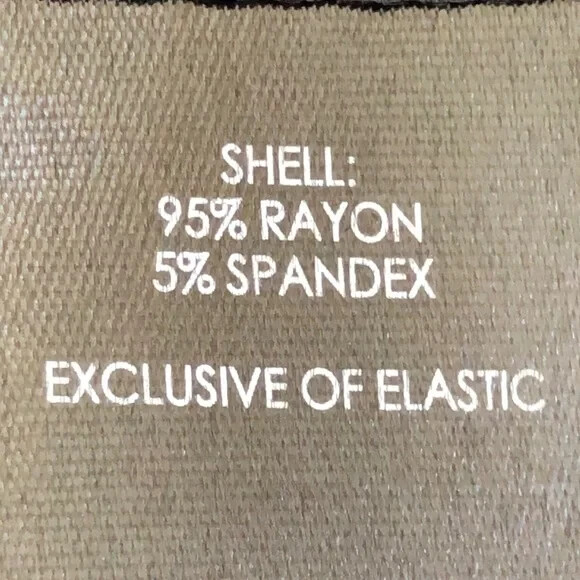 SHELL:
95% RAYON
5% SPANDEX
EXCLUSIVE OF ELASTIC